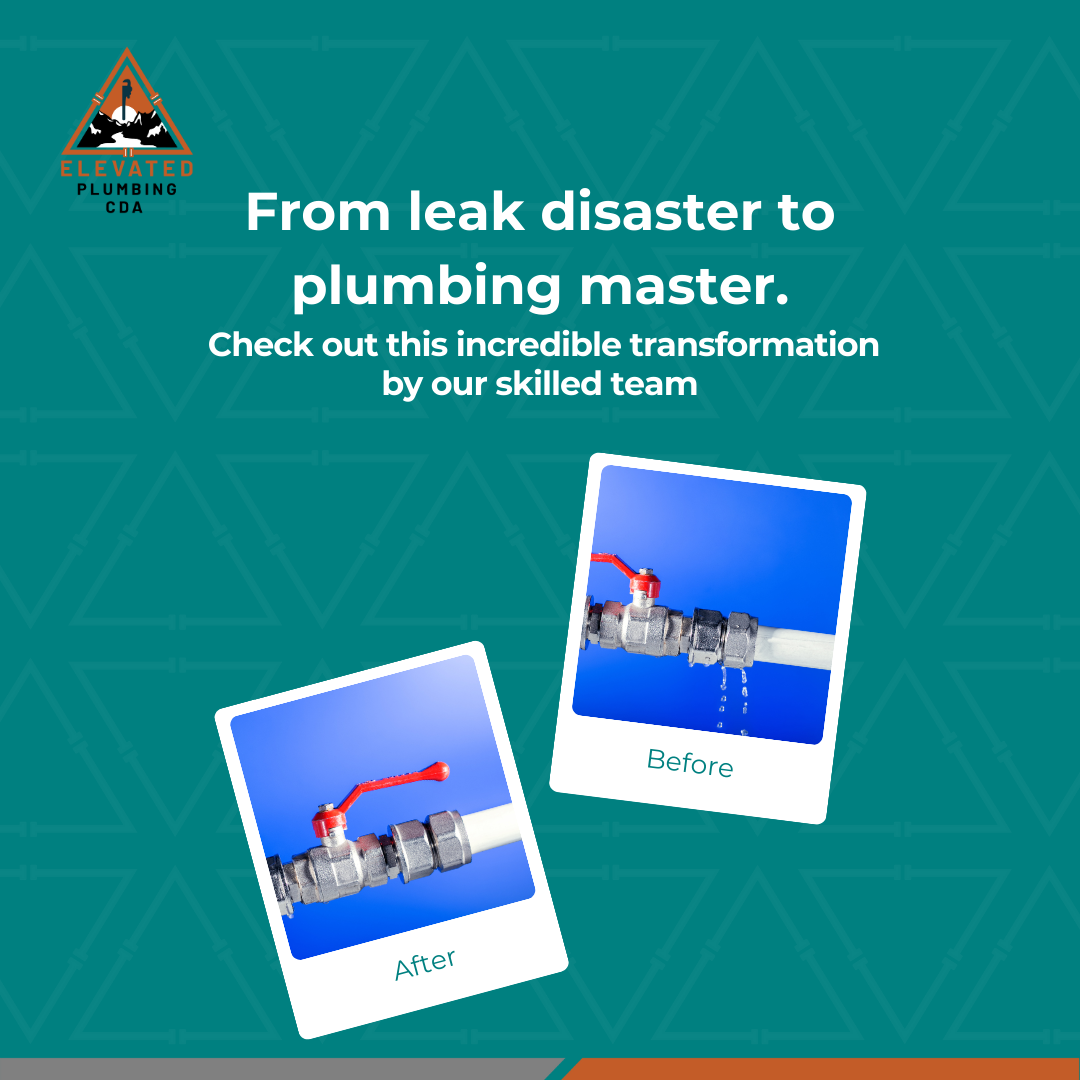 ELEVATED
PLUMBING
CDA
From leak disaster to
plumbing master.
Check out this incredible transformation
by our skilled team
Before
After